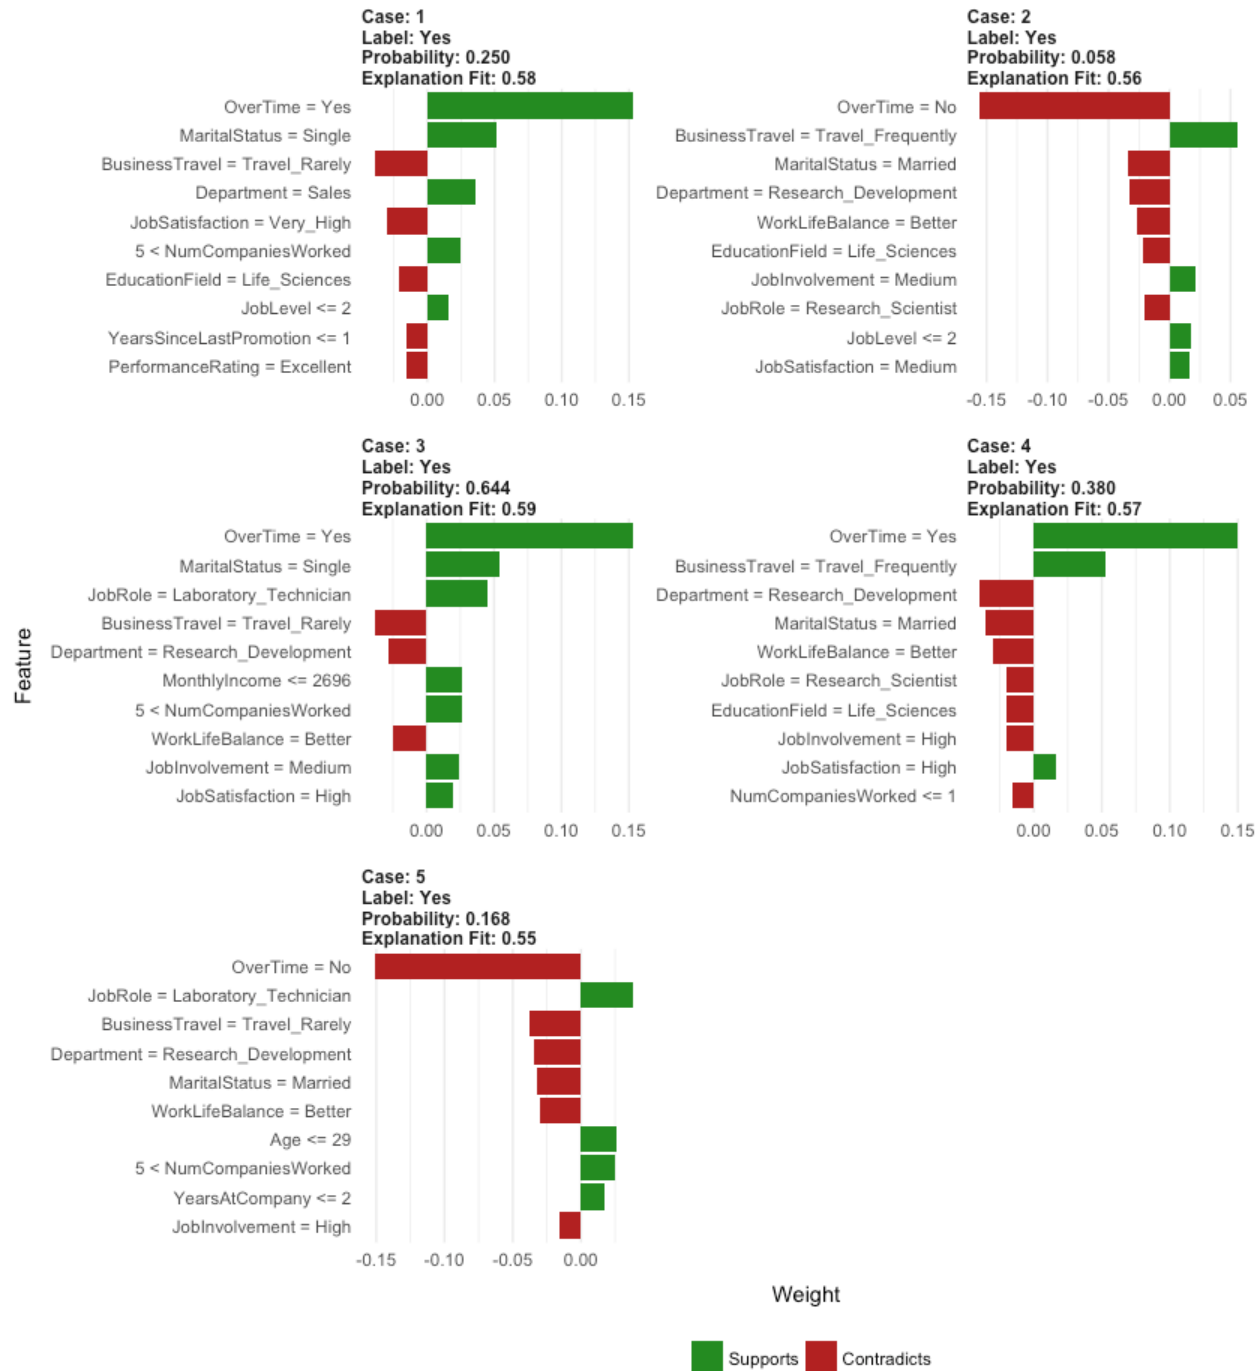 Case: 1
Label: Yes
Probability: 0.250
Explanation Fit: 0.58
OverTime = Yes
MaritalStatus = Single
BusinessTravel = Travel_Rarely
Department = Sales
JobSatisfaction = Very_High
5 < NumCompaniesWorked
EducationField = Life_Sciences
JobLevel <= 2
YearsSinceLastPromotion <= 1
PerformanceRating = Excellent
0.00 0.05 0.10 0.15
Case: 2
Label: Yes
Probability: 0.058
Explanation Fit: 0.56
OverTime = No
BusinessTravel = Travel_Frequently
MaritalStatus = Married
Department = Research_Development
WorkLifeBalance = Better
EducationField = Life_Sciences
JobInvolvement = Medium
JobRole = Research_Scientist
JobLevel <= 2
JobSatisfaction = Medium
-0.15 -0.10 -0.05 0.00 0.05
Case: 3
Label: Yes
Probability: 0.644
Explanation Fit: 0.59
OverTime = Yes
MaritalStatus = Single
JobRole = Laboratory_Technician
BusinessTravel = Travel_Rarely
Department = Research_Development
MonthlyIncome <= 2696
5 < NumCompaniesWorked
WorkLifeBalance = Better
JobInvolvement = Medium
JobSatisfaction = High
0.00 0.05 0.10 0.15
Case: 4
Label: Yes
Probability: 0.380
Explanation Fit: 0.57
OverTime = Yes
BusinessTravel = Travel_Frequently
Department = Research_Development
MaritalStatus = Married
WorkLifeBalance = Better
JobRole = Research_Scientist
EducationField = Life_Sciences
JobInvolvement = High
JobSatisfaction = High
NumCompaniesWorked <= 1
0.00 0.05 0.10 0.15
Feature
Case: 5
Label: Yes
Probability: 0.168
Explanation Fit: 0.55
OverTime = No
JobRole = Laboratory_Technician
BusinessTravel = Travel_Rarely
Department = Research_Development
MaritalStatus = Married
WorkLifeBalance = Better
Age <= 29
5 < NumCompaniesWorked
YearsAtCompany <= 2
JobInvolvement = High
-0.15 -0.10 -0.05 0.00
Weight
Supports Contradicts